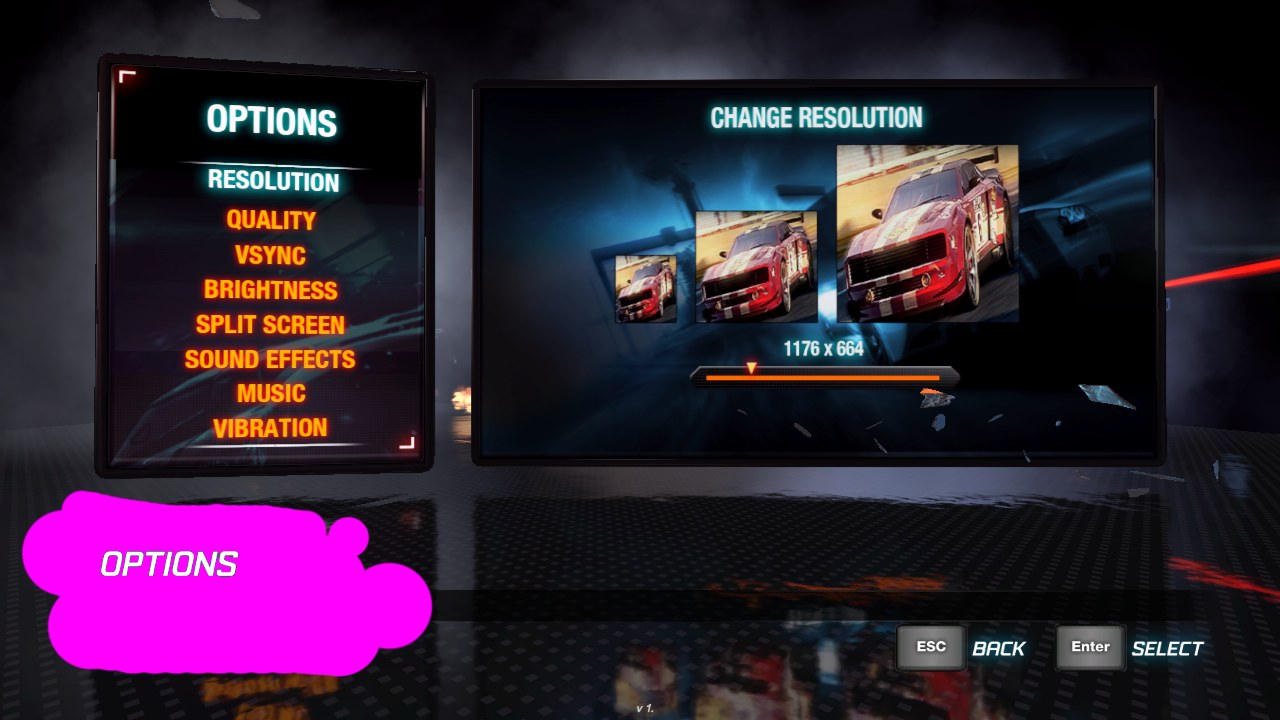 OPTIONS
RESOLUTION
QUALITY
VSYNC
BRIGHTNESS
SPLIT SCREEN
SOUND EFFECTS
MUSIC
VIBRATION
CHANGE RESOLUTION
1176 x 664
OPTIONS
ESC BACK Enter SELECT
v 1.